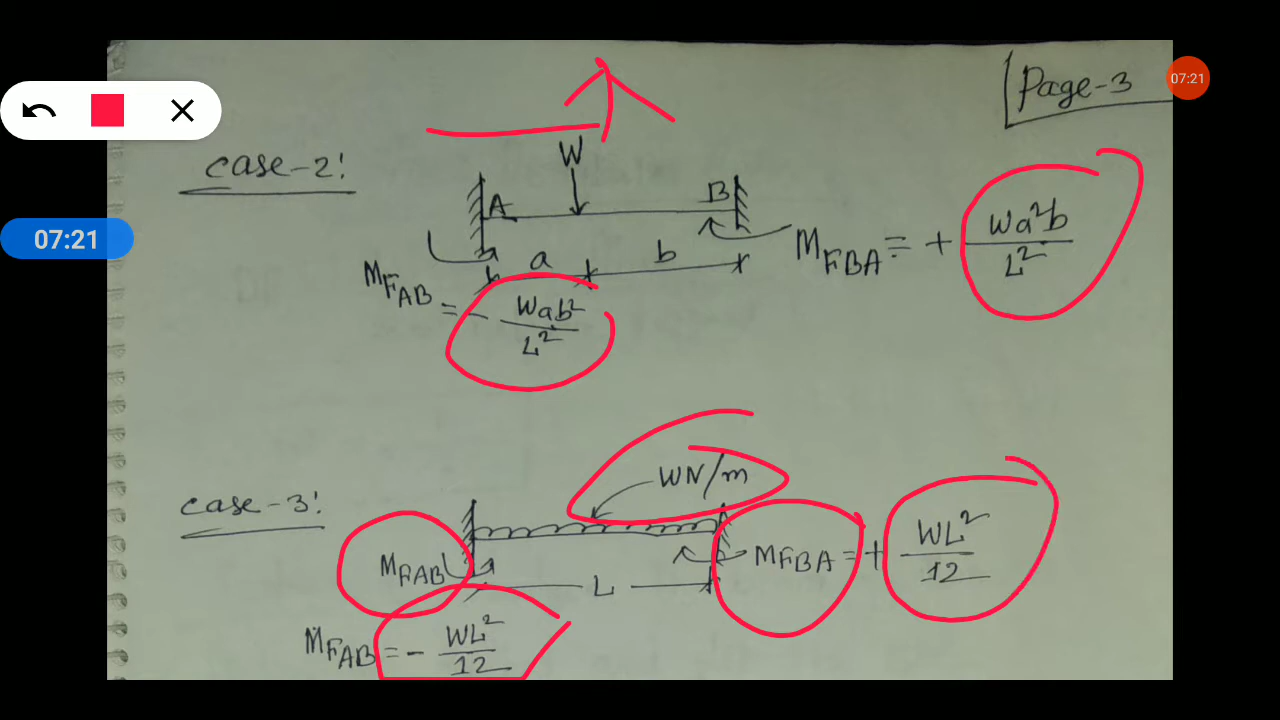 Page-3
07:21
Case-2!
W
A
B
07:21
a
b
MFAB
= - Wab²/L²
MFBA = + Wa²b/L²
WN/m
Case-3!
MFAB
MFBA = + WL²/12
L
MFAB = - WL²/12